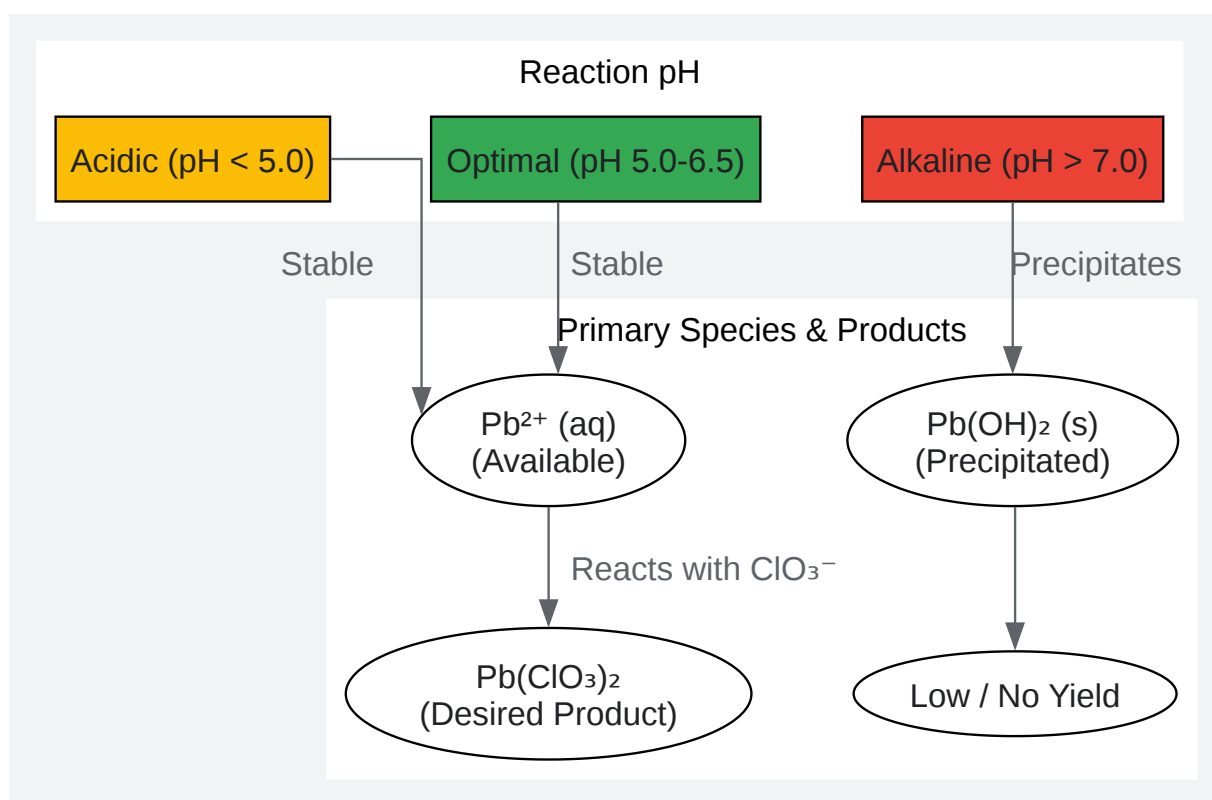 Reaction pH
Acidic (pH < 5.0)
Optimal (pH 5.0-6.5)
Alkaline (pH > 7.0)
Stable
Stable
Precipitates
Primary Species & Products
Pb²⁺ (aq)
(Available)
Pb(OH)₂ (s)
(Precipitated)
Reacts with ClO₃⁻
Pb(ClO₃)₂
(Desired Product)
Low / No Yield